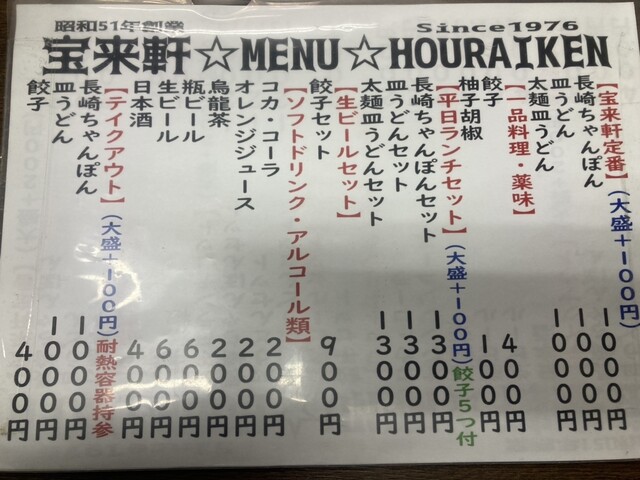 昭和51年創業
Since1976
宝来軒☆MENU☆HOURAIKEN
【宝来軒定番】(大盛+100円)
長崎ちゃんぽん 1000円
皿うどん 1000円
太麺皿うどん 1000円
【一品料理・薬味】
餃子 400円
柚子胡椒 100円
【平日ランチセット】(大盛+100円)餃子5つ付
長崎ちゃんぽんセット 1300円
皿うどんセット 1300円
太麺皿うどんセット 1300円
【生ビールセット】
餃子セット 900円
【ソフトドリンク・アルコール類】
コカ・コーラ 200円
オレンジジュース 200円
烏龍茶 200円
瓶ビール 600円
生ビール 600円
日本酒 400円
【テイクアウト】(大盛+100円)耐熱容器持参
長崎ちゃんぽん 1000円
皿うどん 1000円
餃子 400円